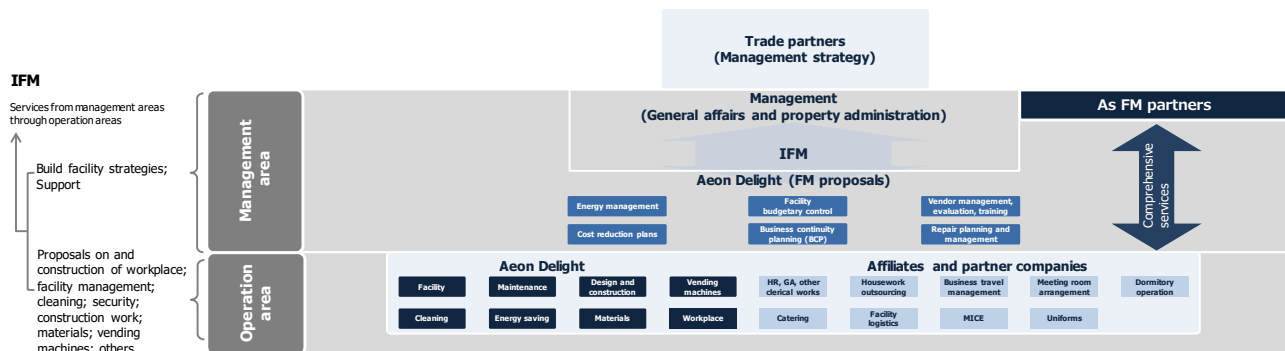 Trade partners
(Management strategy)
IFM
Services from management areas
through operation areas
Build facility strategies;
Support
Proposals on and
construction of workplace;
facility management;
cleaning; security;
construction work;
materials; vending
machines; others
Management
area
Management
(General affairs and property administration)
IFM
As FM partners
Comprehensive
services
Aeon Delight (FM proposals)
Energy management
Facility
budgetary control
Vendor management,
evaluation, training
Cost reduction plans
Business continuity
planning (BCP)
Repair planning and
management
Operation
area
Aeon Delight
Affiliates and partner companies
Facility
Maintenance
Design and
construction
Vending
machines
HR, GA, other
clerical works
Housework
outsourcing
Business travel
management
Meeting room
arrangement
Dormitory
operation
Cleaning
Energy saving
Materials
Workplace
Catering
Facility
logistics
MICE
Uniforms